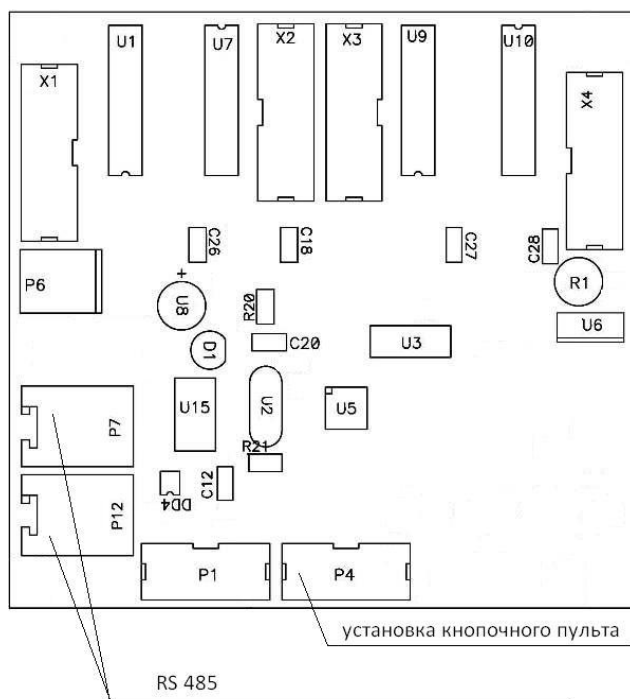 U1
U7
X2
X3
U9
U10
X1
X4
C26
C18
C27
C28
P6
+
U8
R20
R1
U6
D1
C20
U3
U15
U2
U5
P7
R21
C12
DD4
P12
P1
P4
установка кнопочного пульта
RS 485